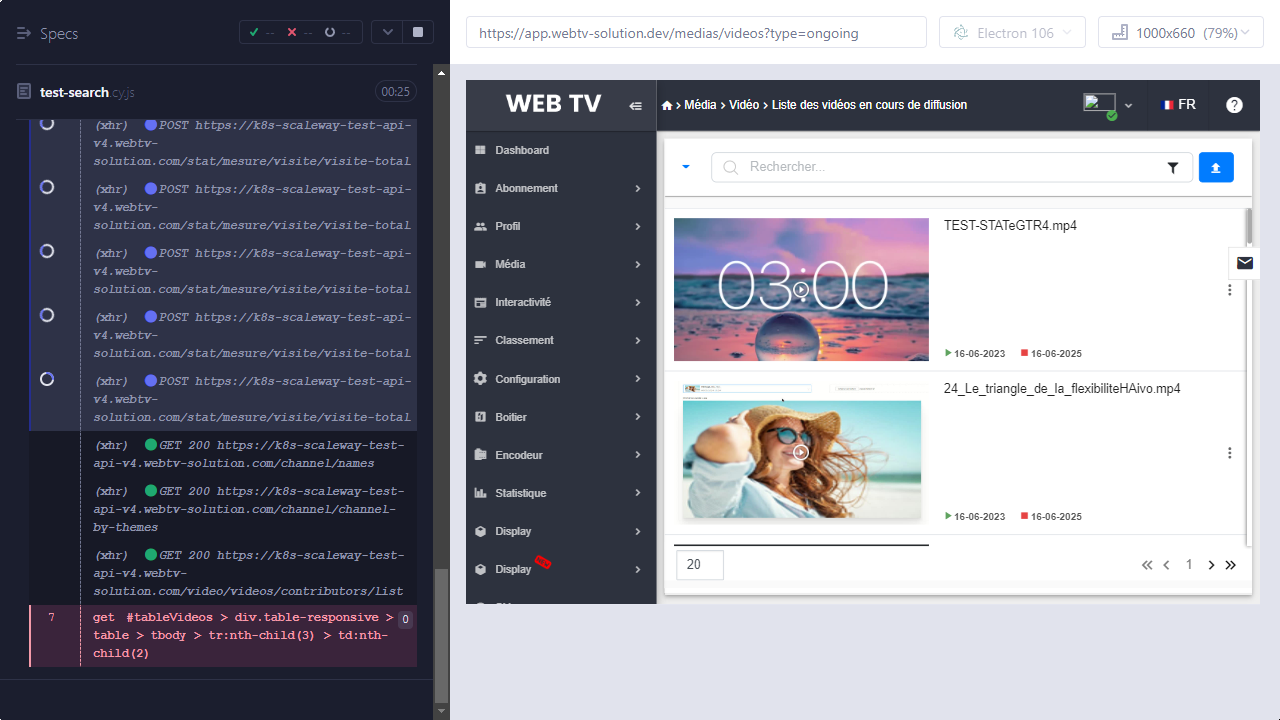 Specs
--
--
--
https://app.webtv-solution.dev/medias/videos?type=ongoing
Electron 106
1000x660 (79%)
test-search cy.js
00:25
(xhr) POST https://k8s-scaleway-test-api-
v4.webtv-
solution.com/stat/mesure/visite/visite-total
(xhr) POST https://k8s-scaleway-test-api-
v4.webtv-
solution.com/stat/mesure/visite/visite-total
(xhr) POST https://k8s-scaleway-test-api-
v4.webtv-
solution.com/stat/mesure/visite/visite-total
(xhr) POST https://k8s-scaleway-test-api-
v4.webtv-
solution.com/stat/mesure/visite/visite-total
(xhr) POST https://k8s-scaleway-test-api-
v4.webtv-
solution.com/stat/mesure/visite/visite-total
(xhr) GET 200 https://k8s-scaleway-test-
api-v4.webtv-solution.com/channel/names
(xhr) GET 200 https://k8s-scaleway-test-
api-v4.webtv-solution.com/channel/channel-
by-themes
(xhr) GET 200 https://k8s-scaleway-test-
api-v4.webtv-
solution.com/video/videos/contributors/list
7 get #tableVideos > div.table-responsive > 0
table > tbody > tr:nth-child(3) > td:nth-
child(2)
WEB TV
Média
Vidéo
Liste des vidéos en cours de diffusion
FR
Dashboard
Abonnement
Profil
Média
Interactivité
Classement
Configuration
Boitier
Encodeur
Statistique
Display
Display
Rechercher...
03:00
TEST-STATeGTR4.mp4
16-06-2023
16-06-2025
24_Le_triangle_de_la_flexibiliteHAivo.mp4
16-06-2023
16-06-2025
20
1